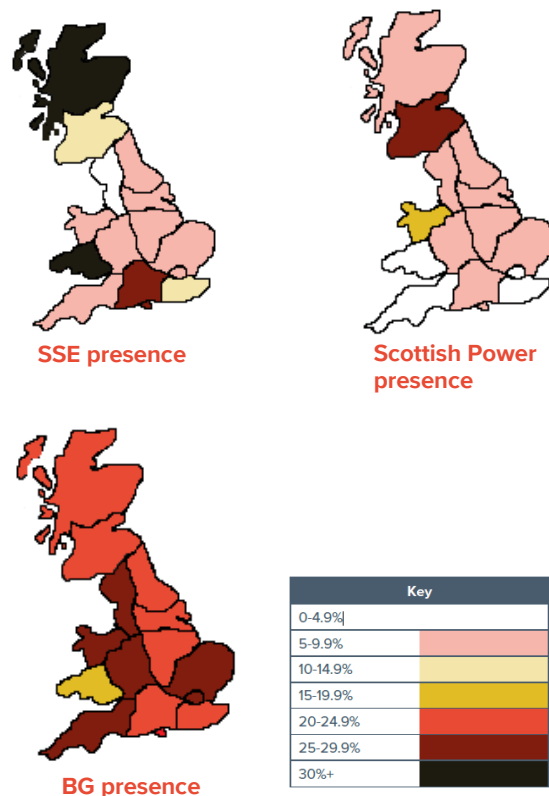 SSE presence
Scottish Power
presence
BG presence
Key
0-4.9%
5-9.9%
10-14.9%
15-19.9%
20-24.9%
25-29.9%
30%+